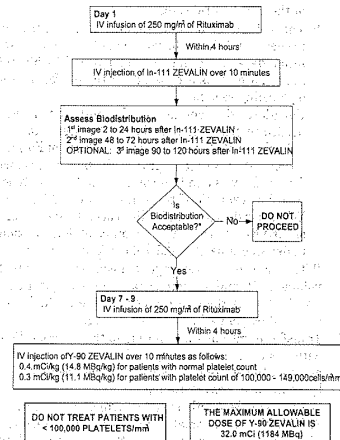 Day 1
IV infusion of 250 mg/m² of Rituximab
Within 4 hours
IV injection of In-111 ZEVALIN over 10 minutes
Assess Biodistribution
1st image 2 to 24 hours after In-111 ZEVALIN
2nd image 48 to 72 hours after In-111 ZEVALIN
OPTIONAL: 3rd image 90 to 120 hours after In-111 ZEVALIN
Is
Biodistribution
Acceptable?*
No
DO NOT
PROCEED
Yes
Day 7 - 9
IV infusion of 250 mg/m² of Rituximab
Within 4 hours
IV injection of Y-90 ZEVALIN over 10 minutes as follows:
0.4 mCi/kg (14.8 MBq/kg) for patients with normal platelet count
0.3 mCi/kg (11.1 MBq/kg) for patients with platelet count of 100,000 - 149,000cells/mm
DO NOT TREAT PATIENTS WITH
< 100,000 PLATELETS/mm
THE MAXIMUM ALLOWABLE
DOSE OF Y-90 ZEVALIN IS
32.0 mCi (1184 MBq)